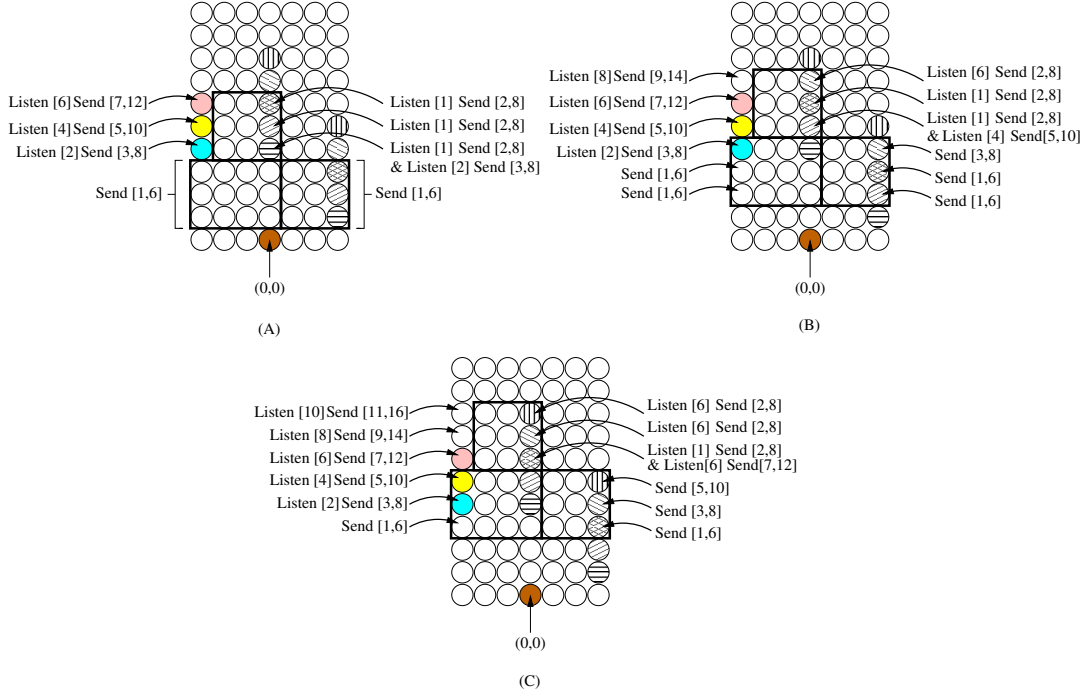 Listen [6]Send [7,12]
Listen [4]Send [5,10]
Listen [2]Send [3,8]
Send [1,6]
Listen [1] Send [2,8]
Listen [1] Send [2,8]
Listen [1] Send [2,8]
& Listen [2] Send [3,8]
Send [1,6]
(0,0)
(A)
Listen [8]Send [9,14]
Listen [6]Send [7,12]
Listen [4]Send [5,10]
Listen [2]Send [3,8]
Send [1,6]
Send [1,6]
Listen [6] Send [2,8]
Listen [1] Send [2,8]
Listen [1] Send [2,8]
& Listen [4] Send[5,10]
Send [3,8]
Send [1,6]
Send [1,6]
(0,0)
(B)
Listen [10]Send [11,16]
Listen [8]Send [9,14]
Listen [6]Send [7,12]
Listen [4]Send [5,10]
Listen [2]Send [3,8]
Send [1,6]
Listen [6] Send [2,8]
Listen [6] Send [2,8]
Listen [1] Send [2,8]
& Listen[6] Send[7,12]
Send [5,10]
Send [3,8]
Send [1,6]
(0,0)
(C)